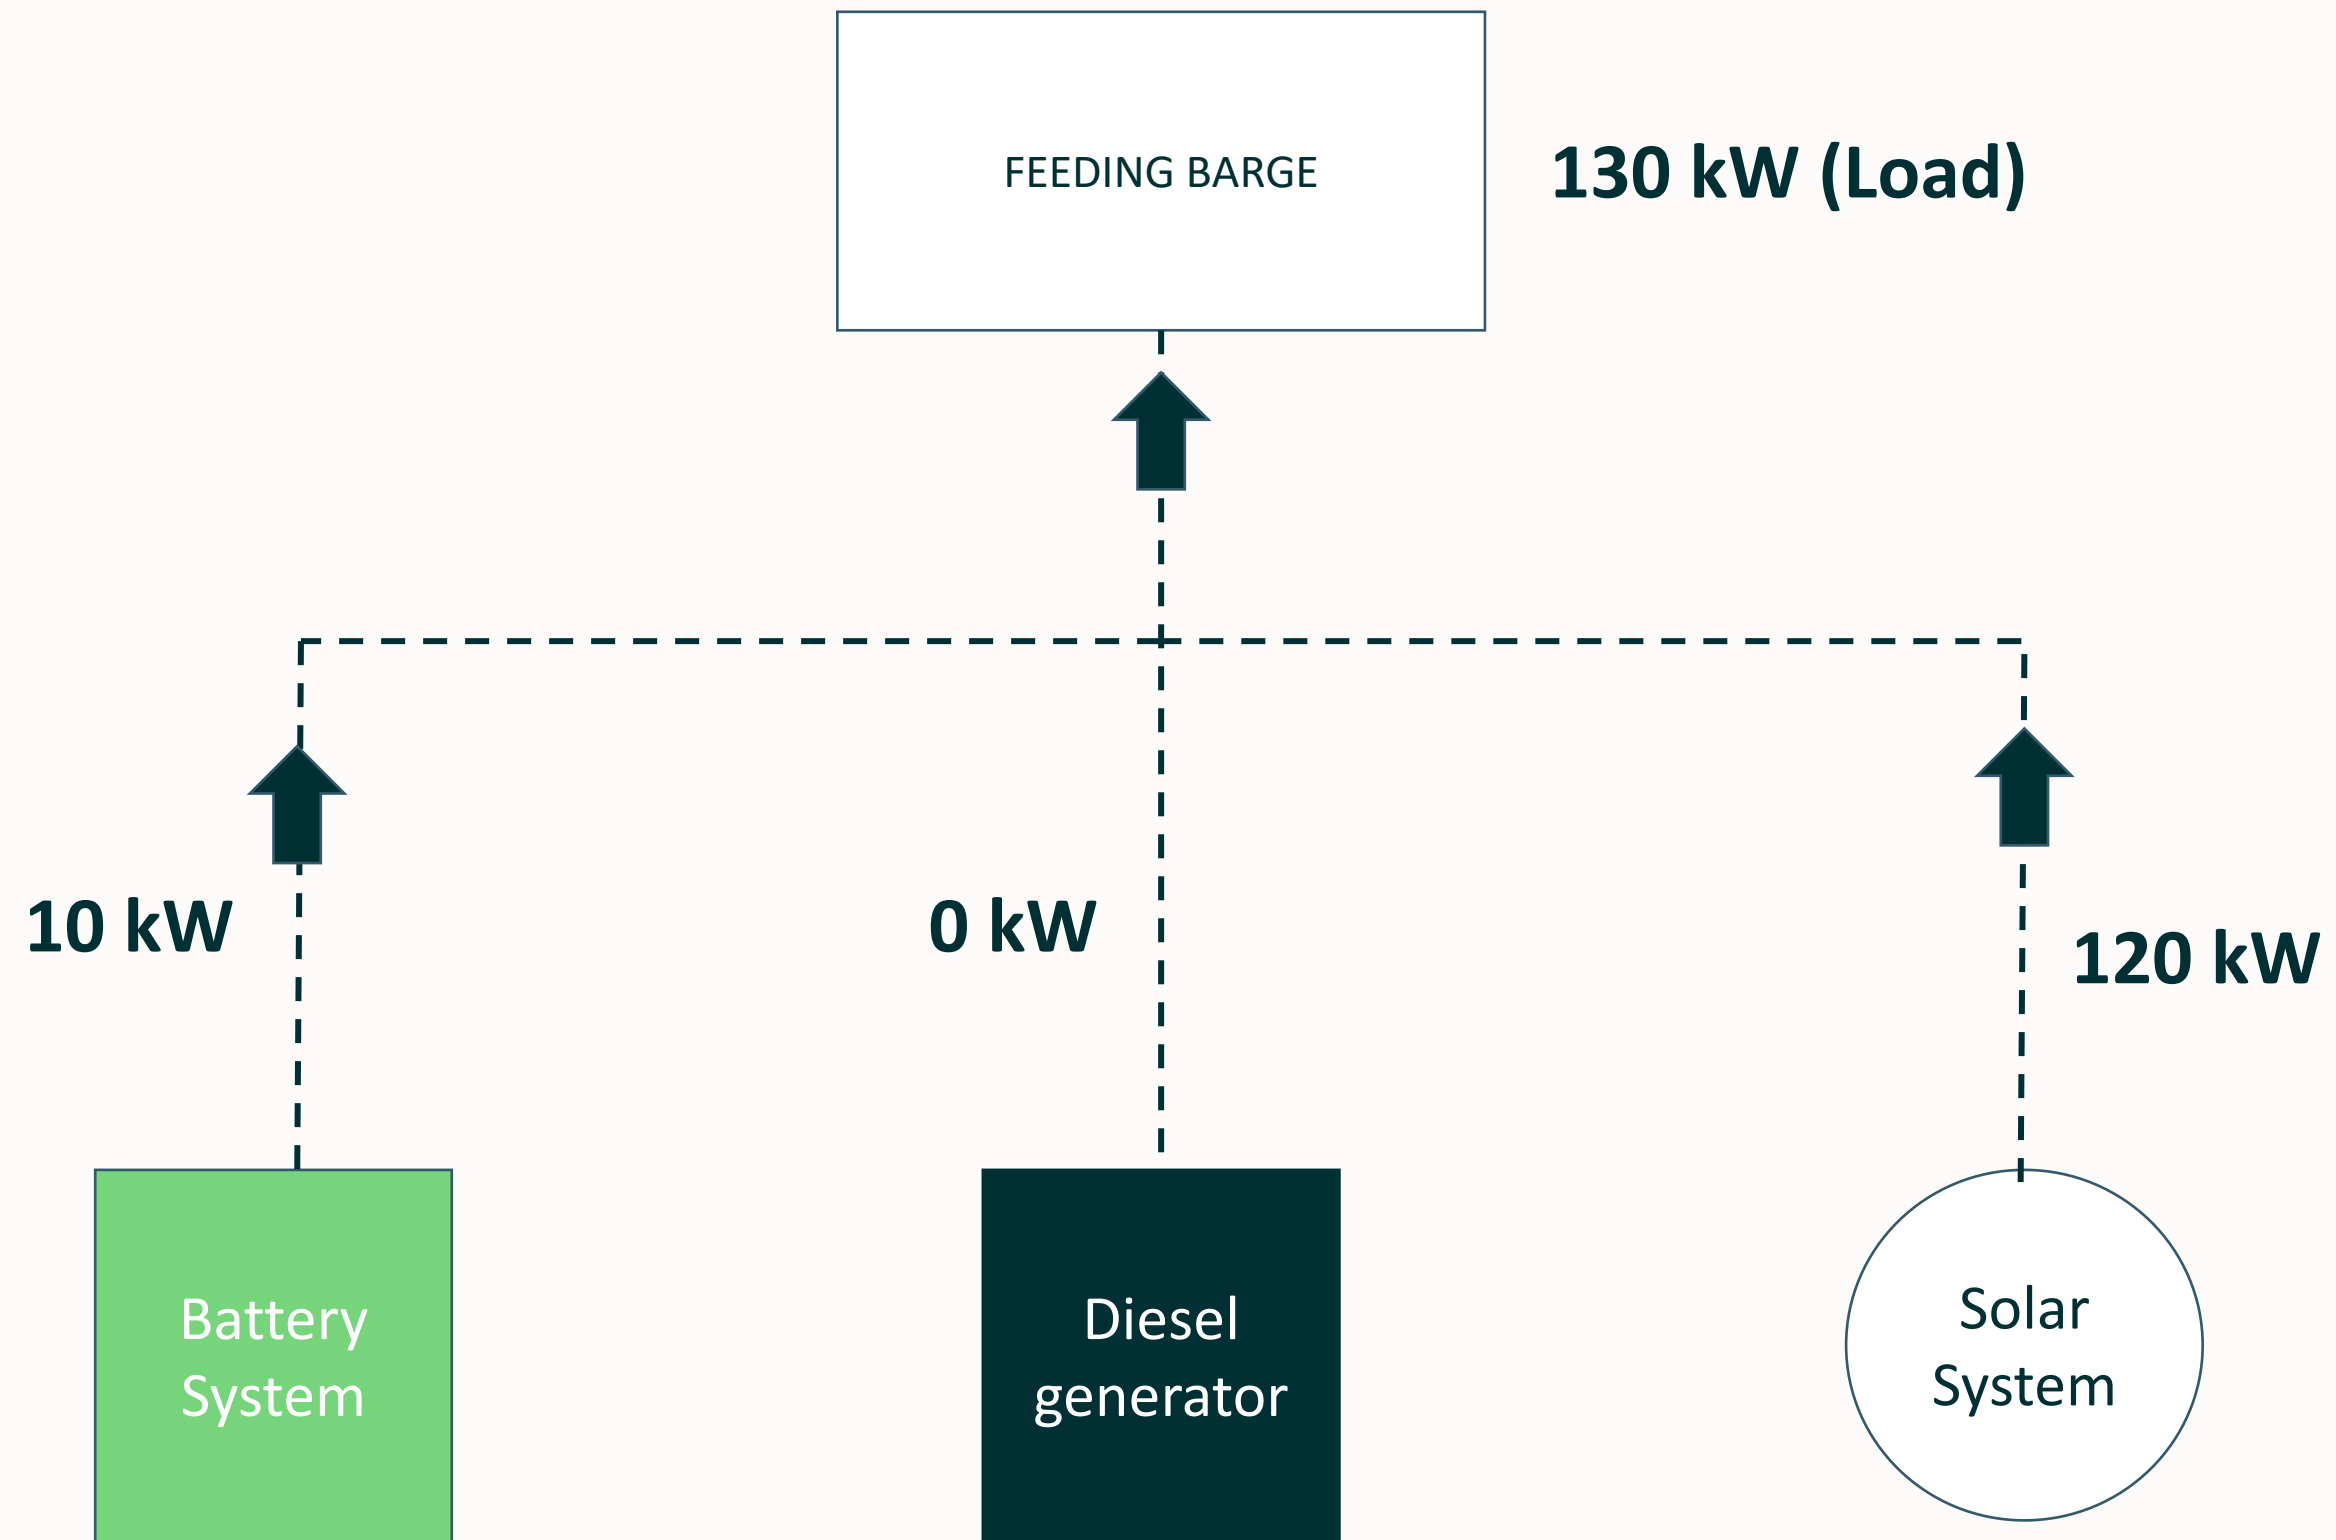 FEEDING BARGE
130 kW (Load)
10 kW
0 kW
120 kW
Battery
System
Diesel
generator
Solar
System